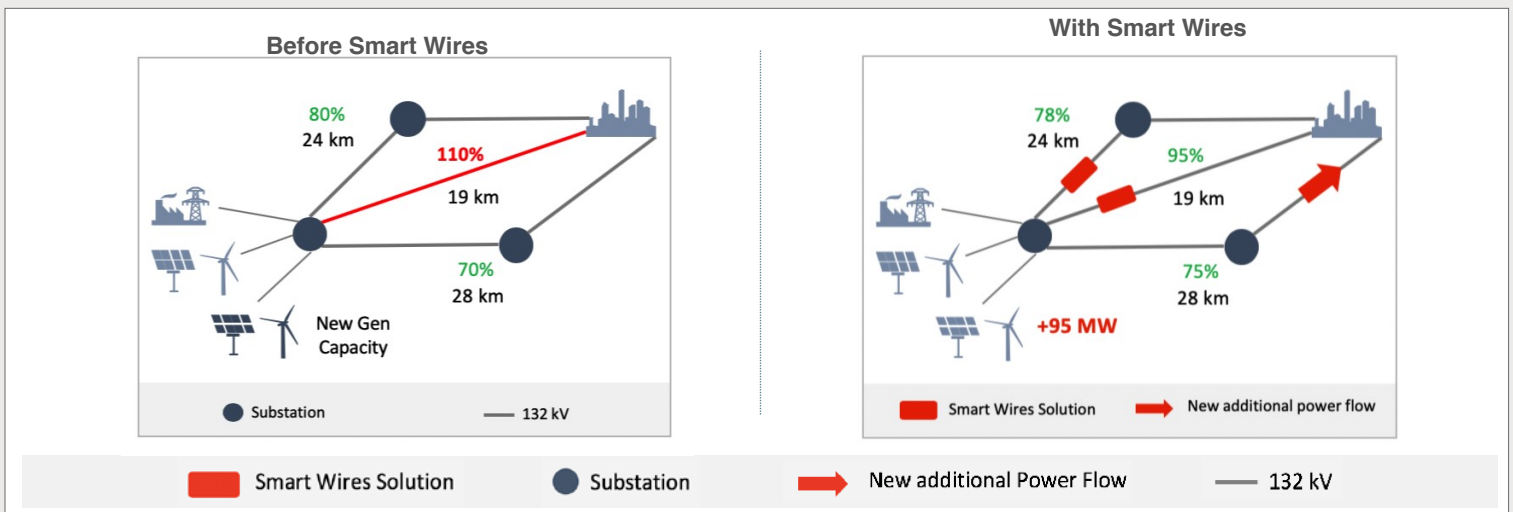 Before Smart Wires
80%
24 km
110%
19 km
70%
28 km
New Gen
Capacity
Substation
132 kV
With Smart Wires
78%
24 km
95%
19 km
75%
28 km
+95 MW
Smart Wires Solution
New additional power flow
Smart Wires Solution
Substation
New additional Power Flow
132 kV